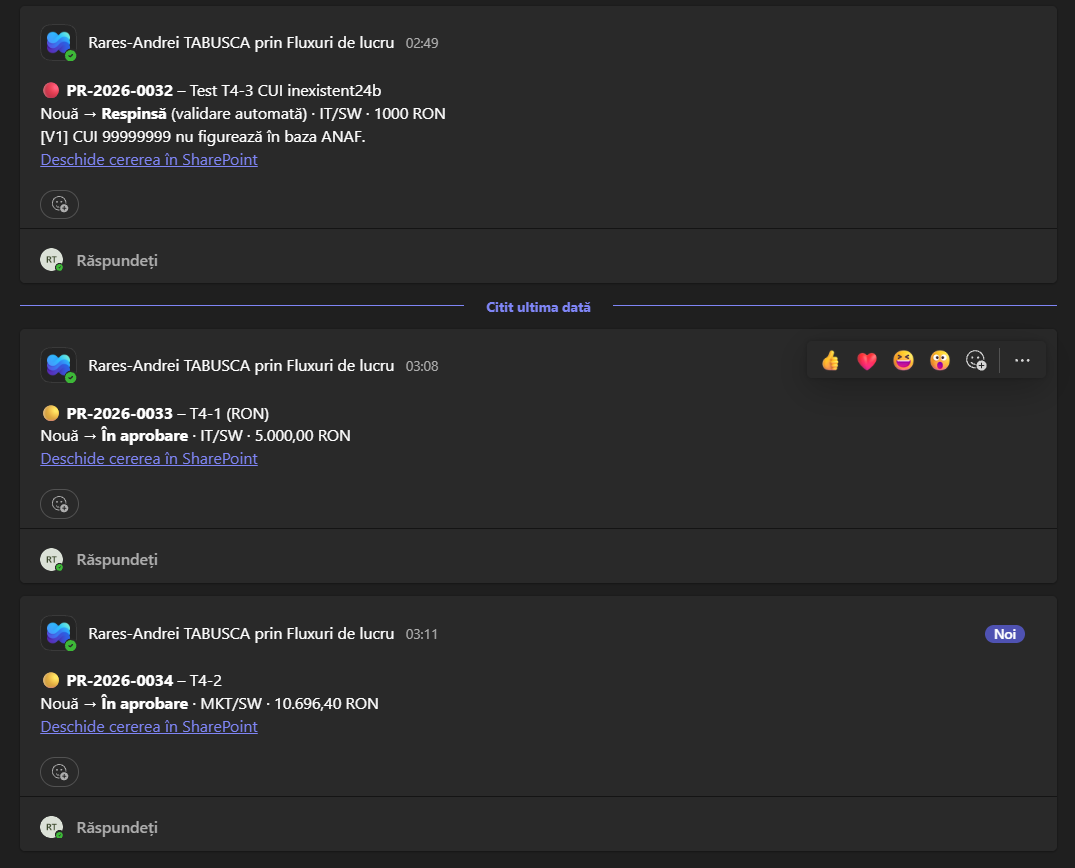 Rares-Andrei TABUSCA prin Fluxuri de lucru 02:49
PR-2026-0032 – Test T4-3 CUI inexistent24b
Nouă → Respinsă (validare automată) · IT/SW · 1000 RON
[V1] CUI 99999999 nu figurează în baza ANAF.
Deschide cererea în SharePoint
RT Răspundeți
Citit ultima dată
Rares-Andrei TABUSCA prin Fluxuri de lucru 03:08
PR-2026-0033 – T4-1 (RON)
Nouă → În aprobare · IT/SW · 5.000,00 RON
Deschide cererea în SharePoint
RT Răspundeți
Rares-Andrei TABUSCA prin Fluxuri de lucru 03:11 Noi
PR-2026-0034 – T4-2
Nouă → În aprobare · MKT/SW · 10.696,40 RON
Deschide cererea în SharePoint
RT Răspundeți